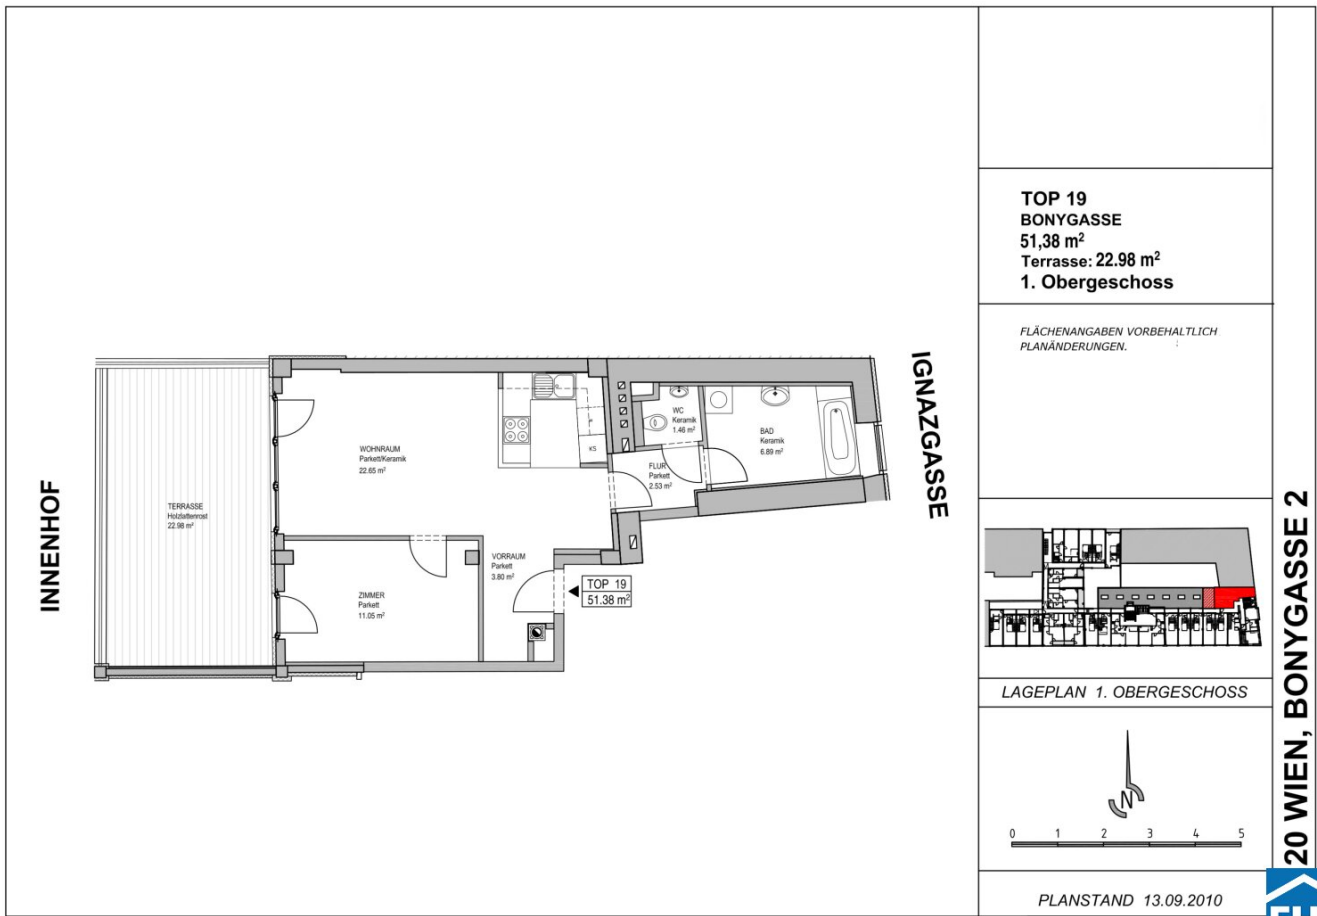 INNENHOF
TERRASSE
Holzlattenrost
22.98 m²
WOHNRAUM
Parkett/Keramik
22.65 m²
KS
ZIMMER
Parkett
11.05 m²
VORRAUM
Parkett
3.80 m²
TOP 19
51.38 m²
FLUR
Parkett
2.53 m²
WC
Keramik
1.46 m²
BAD
Keramik
6.89 m²
IGNAZGASSE
TOP 19
BONYGASSE
51,38 m²
Terrasse: 22.98 m²
1. Obergeschoss
FLÄCHENANGABEN VORBEHALTLICH
PLANÄNDERUNGEN.
LAGEPLAN 1. OBERGESCHOSS
N
0 1 2 3 4 5
PLANSTAND 13.09.2010
20 WIEN, BONYGASSE 2